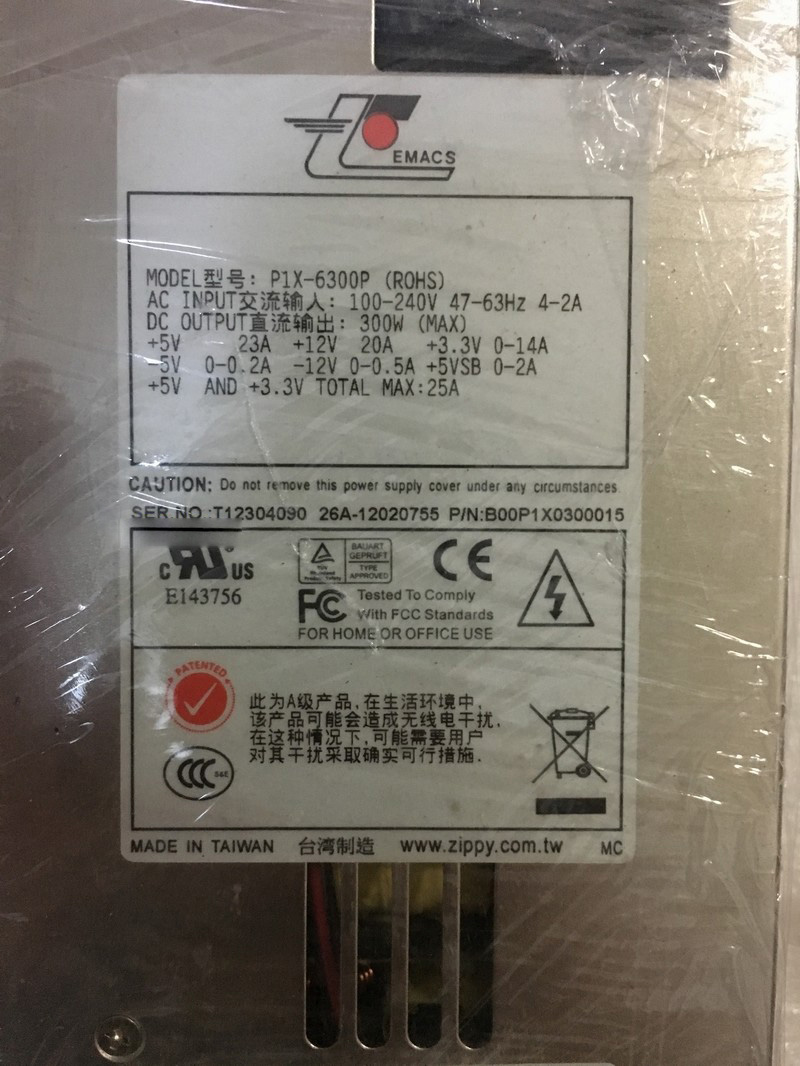 EMACS
MODEL型号: P1X-6300P (ROHS)
AC INPUT交流输入: 100-240V 47-63Hz 4-2A
DC OUTPUT直流输出: 300W (MAX)
+5V 23A +12V 20A +3.3V 0-14A
-5V 0-0.2A -12V 0-0.5A +5VSB 0-2A
+5V AND +3.3V TOTAL MAX:25A
CAUTION: Do not remove this power supply cover under any circumstances
SER.NO :T12304090 26A-12020755 P/N:B00P1X0300015
c RU US
E143756
TÜV
Product Safety
BAUART
GEPRUFT
TYPE
APPROVED
CE
FC Tested To Comply
With FCC Standards
FOR HOME OR OFFICE USE
PATENTED
此为A级产品,在生活环境中,
该产品可能会造成无线电干扰.
在这种情况下,可能需要用户
对其干扰采取确实可行措施.
CCC S&E
MADE IN TAIWAN 台湾制造 www.zippy.com.tw MC